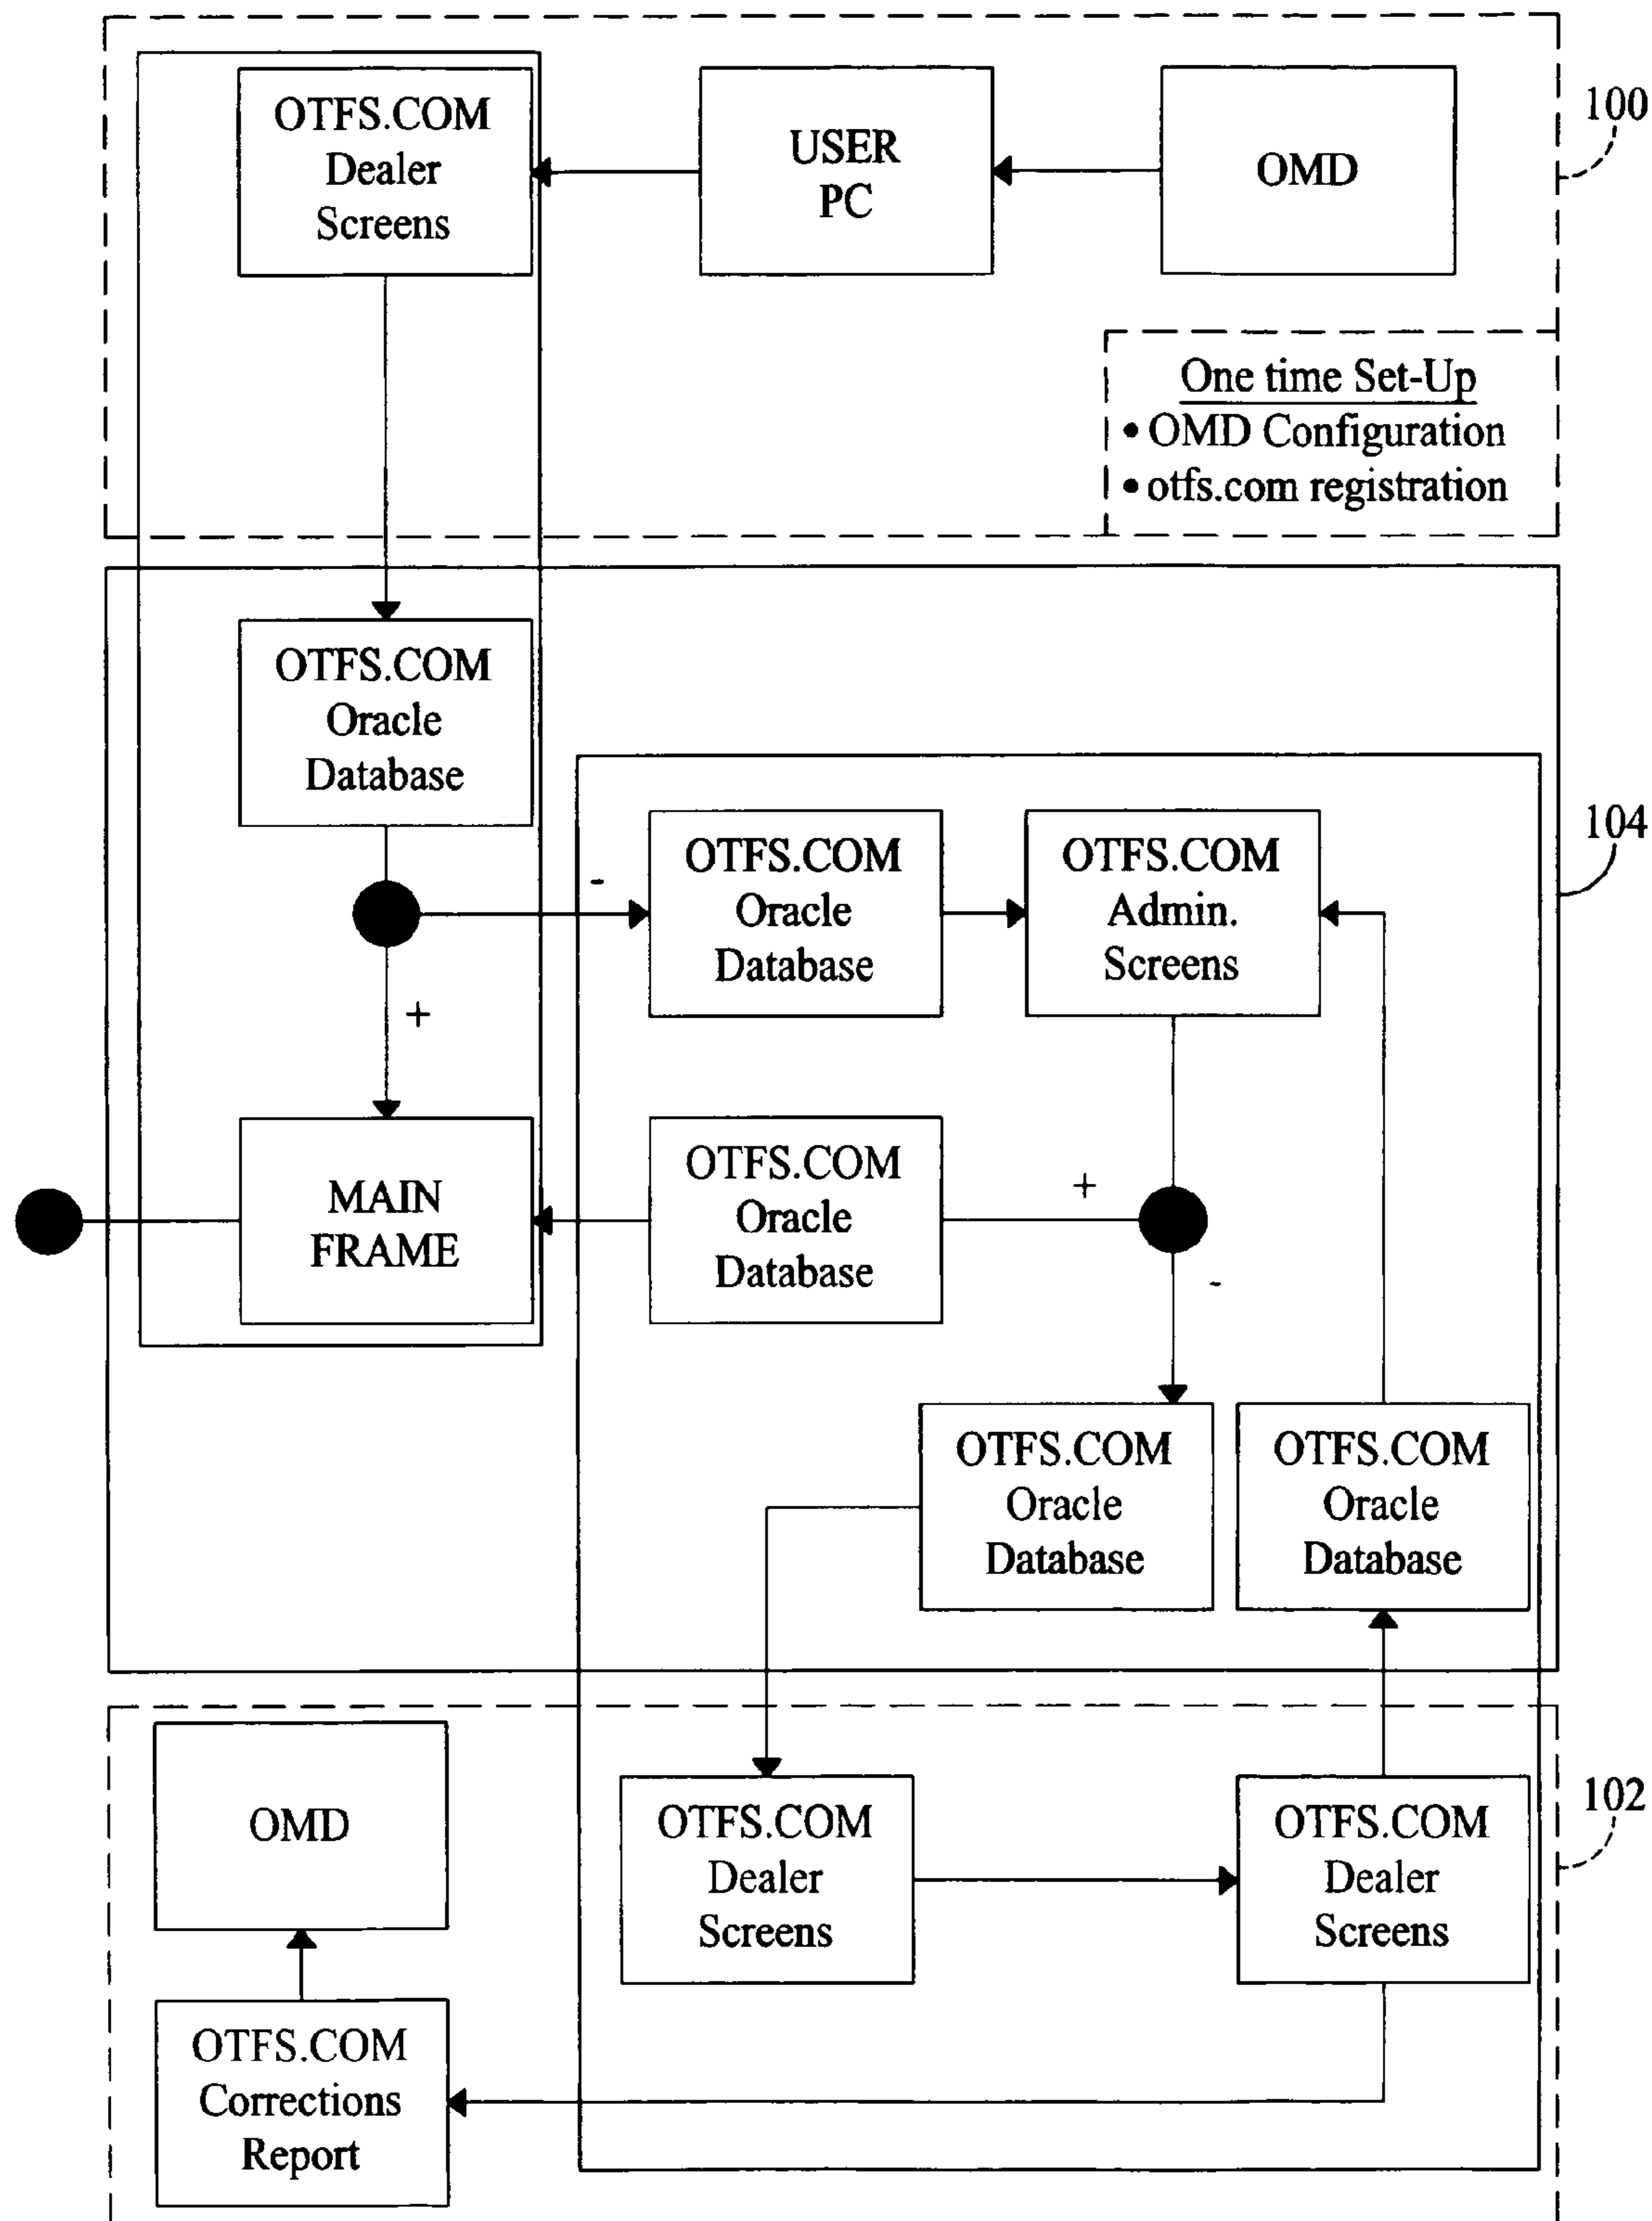 OTFS.COM
Dealer
Screens
USER
PC
OMD
100
One time Set-Up
• OMD Configuration
• otfs.com registration
OTFS.COM
Oracle
Database
104
-
OTFS.COM
Oracle
Database
OTFS.COM
Admin.
Screens
+
MAIN
FRAME
OTFS.COM
Oracle
Database
+
-
OTFS.COM
Oracle
Database
OTFS.COM
Oracle
Database
OMD
OTFS.COM
Dealer
Screens
OTFS.COM
Dealer
Screens
102
OTFS.COM
Corrections
Report